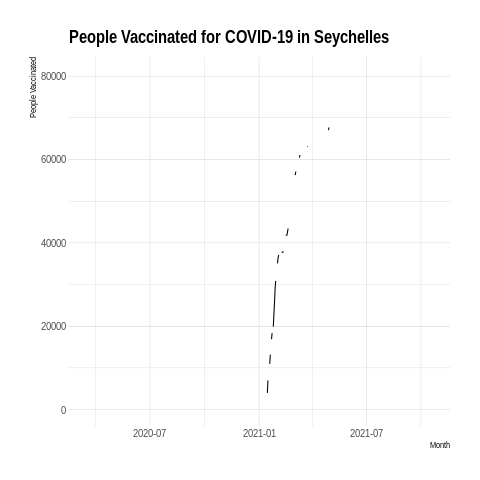 People Vaccinated for COVID-19 in Seychelles
People Vaccinated
80000
60000
40000
20000
0
2020-07
2021-01
2021-07
Month